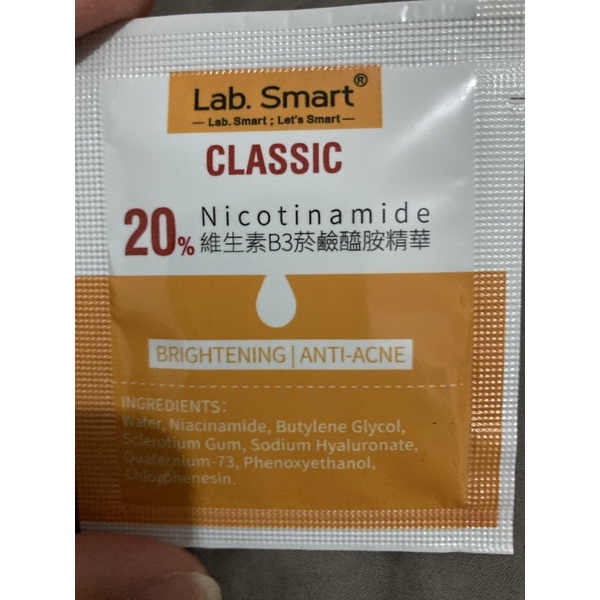 Lab. Smart®
Lab. Smart ; Let's Smart
CLASSIC
20% Nicotinamide
維生素B3菸鹼醯胺精華
BRIGHTENING | ANTI-ACNE
INGREDIENTS:
Water, Niacinamide, Butylene Glycol,
Sclerotium Gum, Sodium Hyaluronate,
Quaternium-73, Phenoxyethanol,
Chlorphenesin.